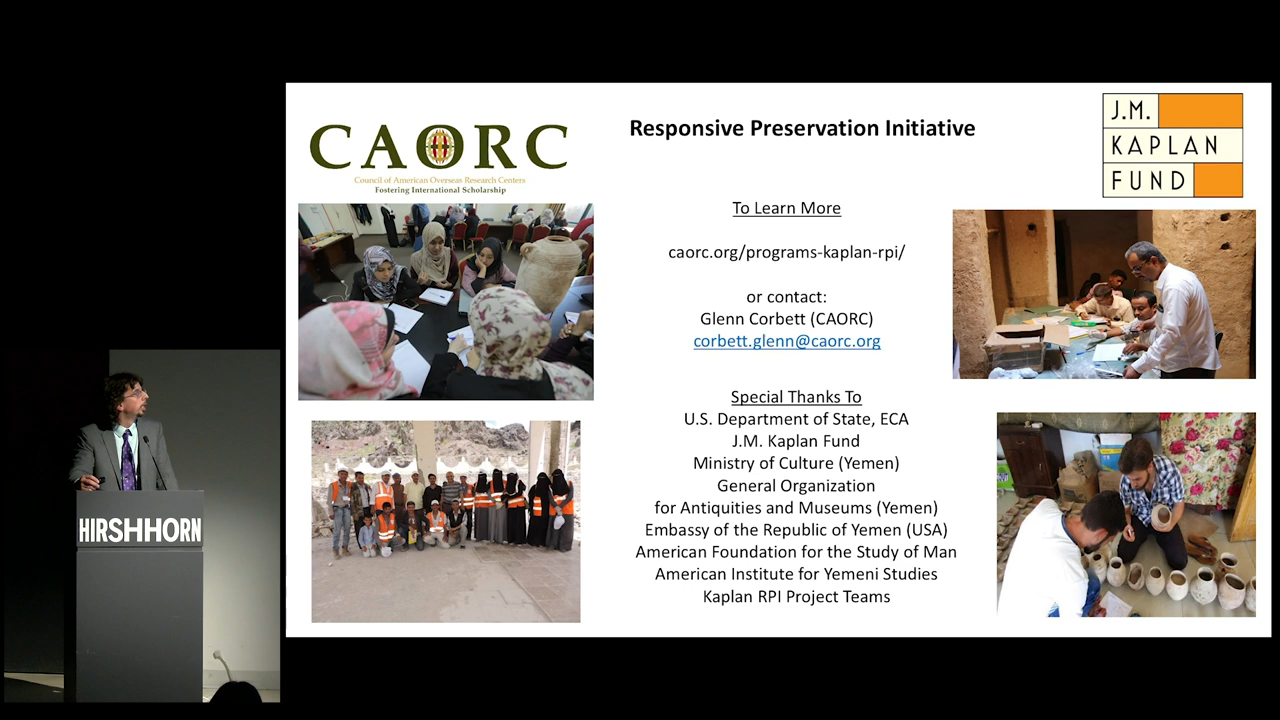 CAORC
Council of American Overseas Research Centers
Fostering International Scholarship
Responsive Preservation Initiative
J.M.
KAPLAN
FUND
To Learn More
caorc.org/programs-kaplan-rpi/
or contact:
Glenn Corbett (CAORC)
corbett.glenn@caorc.org
Special Thanks To
U.S. Department of State, ECA
J.M. Kaplan Fund
Ministry of Culture (Yemen)
General Organization
for Antiquities and Museums (Yemen)
Embassy of the Republic of Yemen (USA)
American Foundation for the Study of Man
American Institute for Yemeni Studies
Kaplan RPI Project Teams
HIRSHHORN